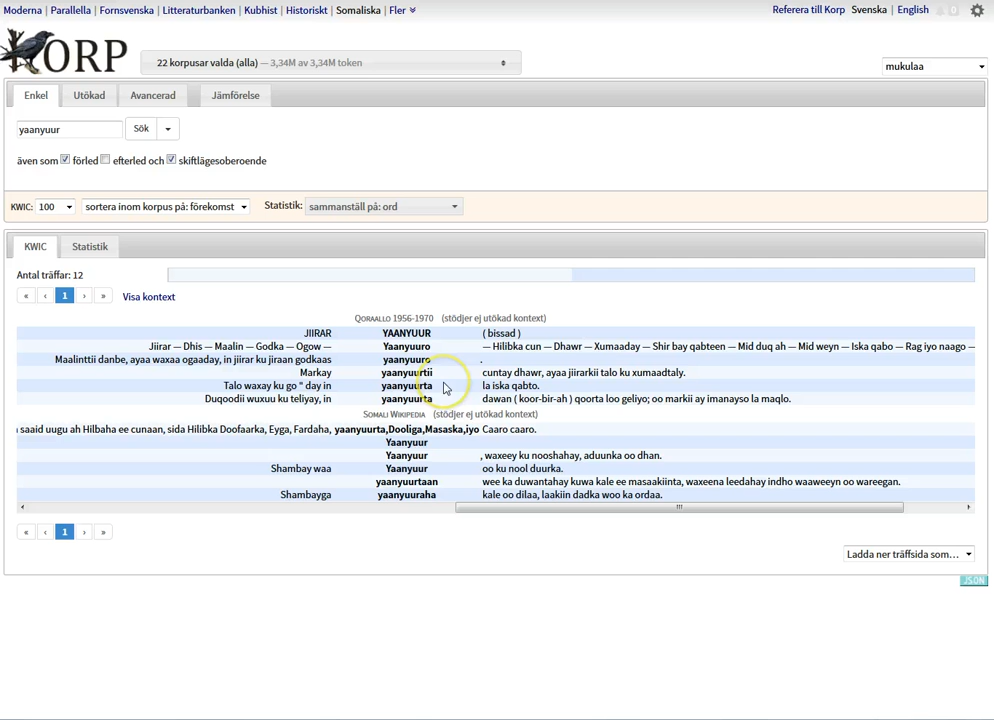 Moderna | Parallella | Fornsvenska | Litteraturbanken | Kubhist | Historiskt | Somaliska | Fler
Referera till Korp Svenska | English 0
KORP
22 korpusar valda (alla) — 3,34M av 3,34M token
mukulaa
Enkel Utökad Avancerad Jämförelse
yaanyuur Sök
även som förled efterled och skiftlägesoberoende
KWIC: 100 sortera inom korpus på: förekomst Statistik: sammanställ på: ord
KWIC Statistik
Antal träffar: 12
« ‹ 1 › » Visa kontext
QORAALLO 1956-1970 (stödjer ej utökad kontext)
JIIRAR YAANYUUR ( bissad )
Jiirar — Dhis — Maalin — Godka — Ogow — Yaanyuuro — Hilibka cun — Dhawr — Xumaaday — Shir bay qabteen — Mid duq ah — Mid weyn — Iska qabo — Rag iyo naago —
Maalinttii danbe, ayaa waxaa ogaaday, in jiirar ku jiraan godkaas yaanyuuro .
Markay yaanyuurtii cuntay dhawr, ayaa jiirarkii talo ku xumaadtaly.
Talo waxay ku go " day in yaanyuurta la iska qabto.
Duqoodii wuxuu ku teliyay, in yaanyuurta dawan ( koor-bir-ah ) qoorta loo geliyo; oo markii ay imanayso la maqlo.
SOMALI WIKIPEDIA (stödjer ej utökad kontext)
saaid uugu ah Hilbaha ee cunaan, sida Hilibka Doofaarka, Eyga, Fardaha, yaanyuurta,Dooliga,Masaska,iyo Caaro caaro.
Yaanyuur
Yaanyuur , waxeey ku nooshahay, aduunka oo dhan.
Shambay waa Yaanyuur oo ku nool duurka.
yaanyuurtaan wee ka duwantahay kuwa kale ee masaakiinta, waxeena leedahay indho waaweeyn oo wareegan.
Shambayga yaanyuuraha kale oo dilaa, laakiin dadka woo ka ordaa.
« ‹ 1 › »
Ladda ner träffsida som...
JSON